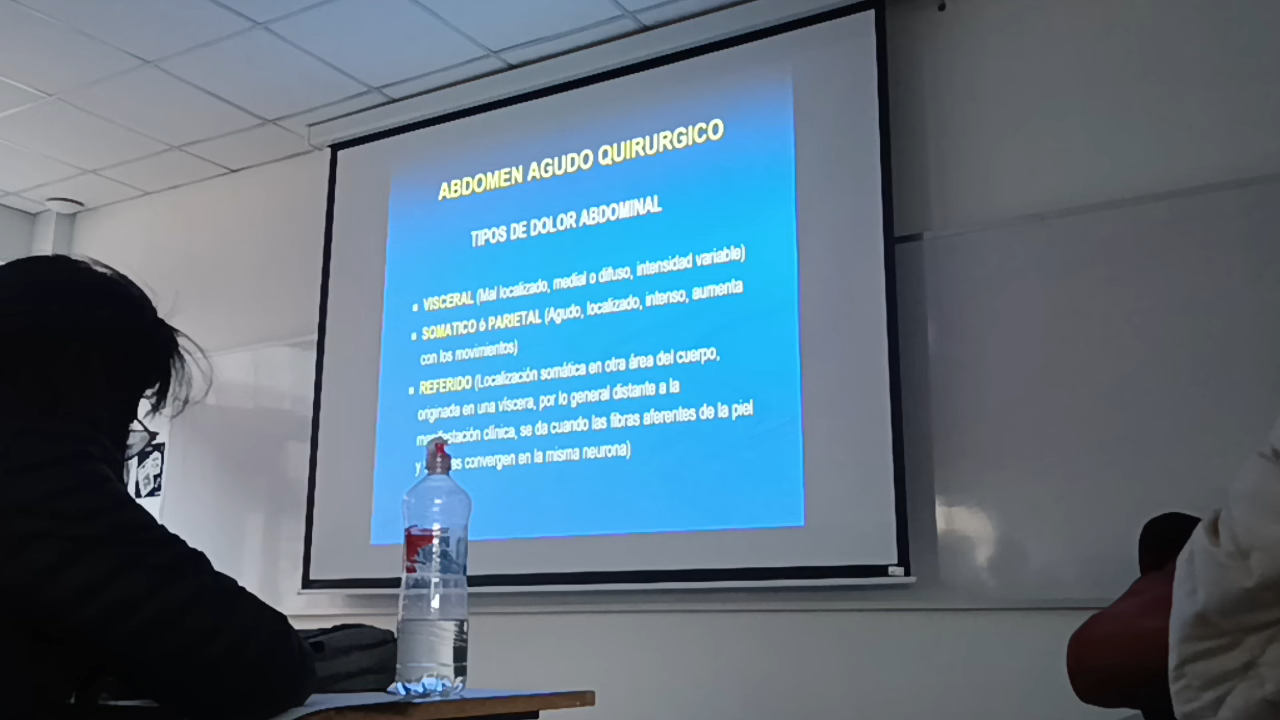 ABDOMEN AGUDO QUIRURGICO
TIPOS DE DOLOR ABDOMINAL
VISCERAL (Mal localizado, medial o difuso, intensidad variable)
SOMATICO ó PARIETAL (Agudo, localizado, intenso, aumenta
con los movimientos)
REFERIDO (Localización somática en otra área del cuerpo,
originada en una víscera, por lo general distante a la
manifestación clínica, se da cuando las fibras aferentes de la piel
y convergen en la misma neurona)